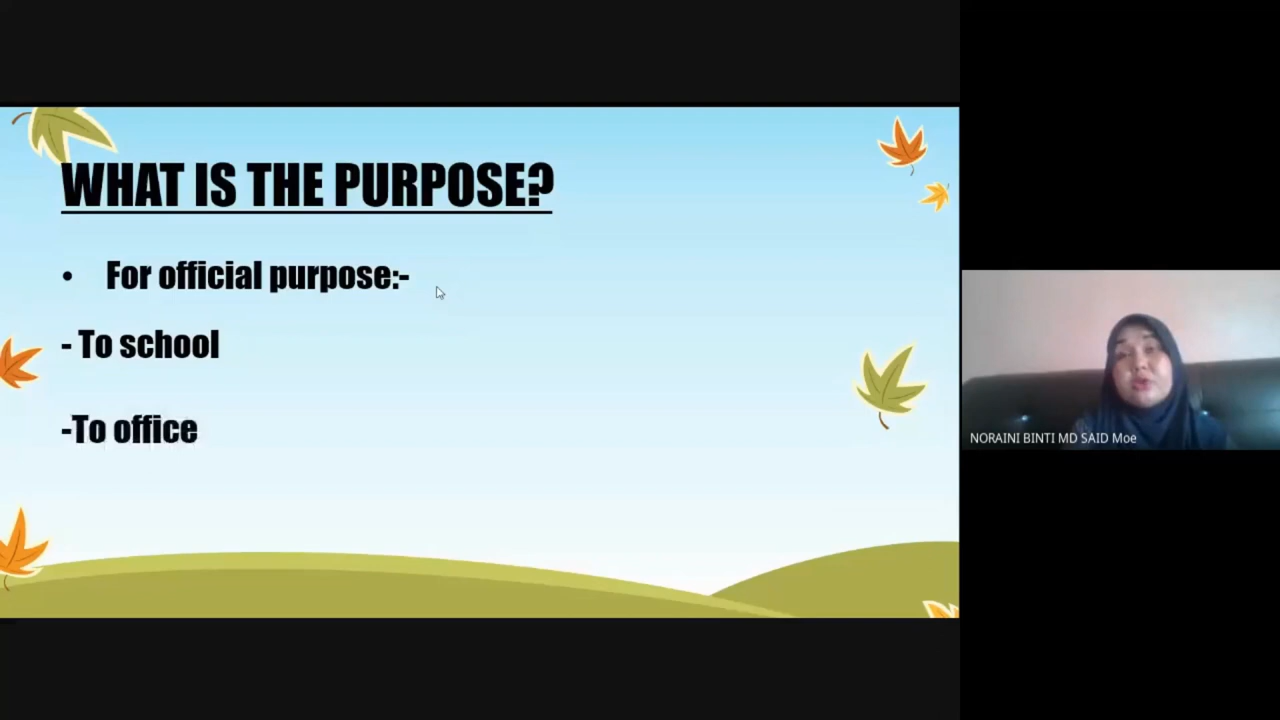 WHAT IS THE PURPOSE?
• For official purpose:-
- To school
-To office
NORAINI BINTI MD SAID Moe